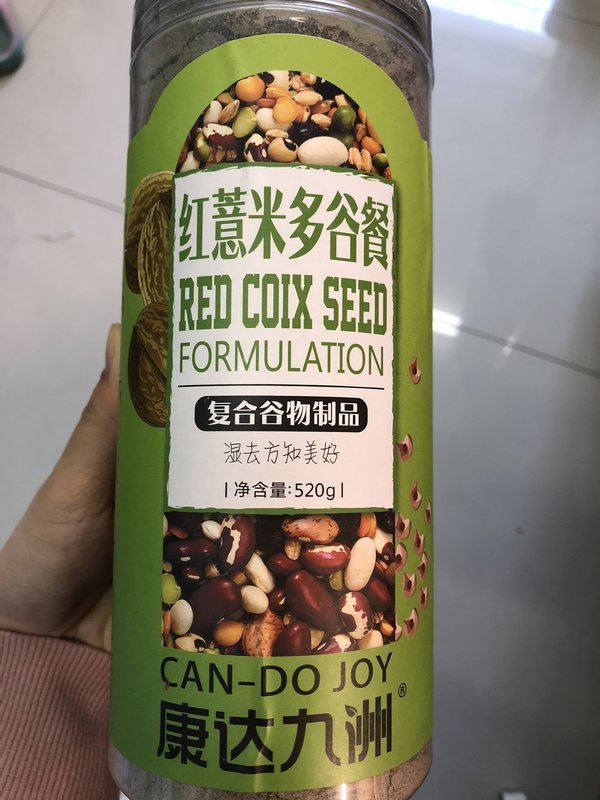 红薏米多谷餐
RED COIX SEED
FORMULATION
复合谷物制品
湿去方知美好
净含量:520g
CAN-DO JOY
康达九洲®